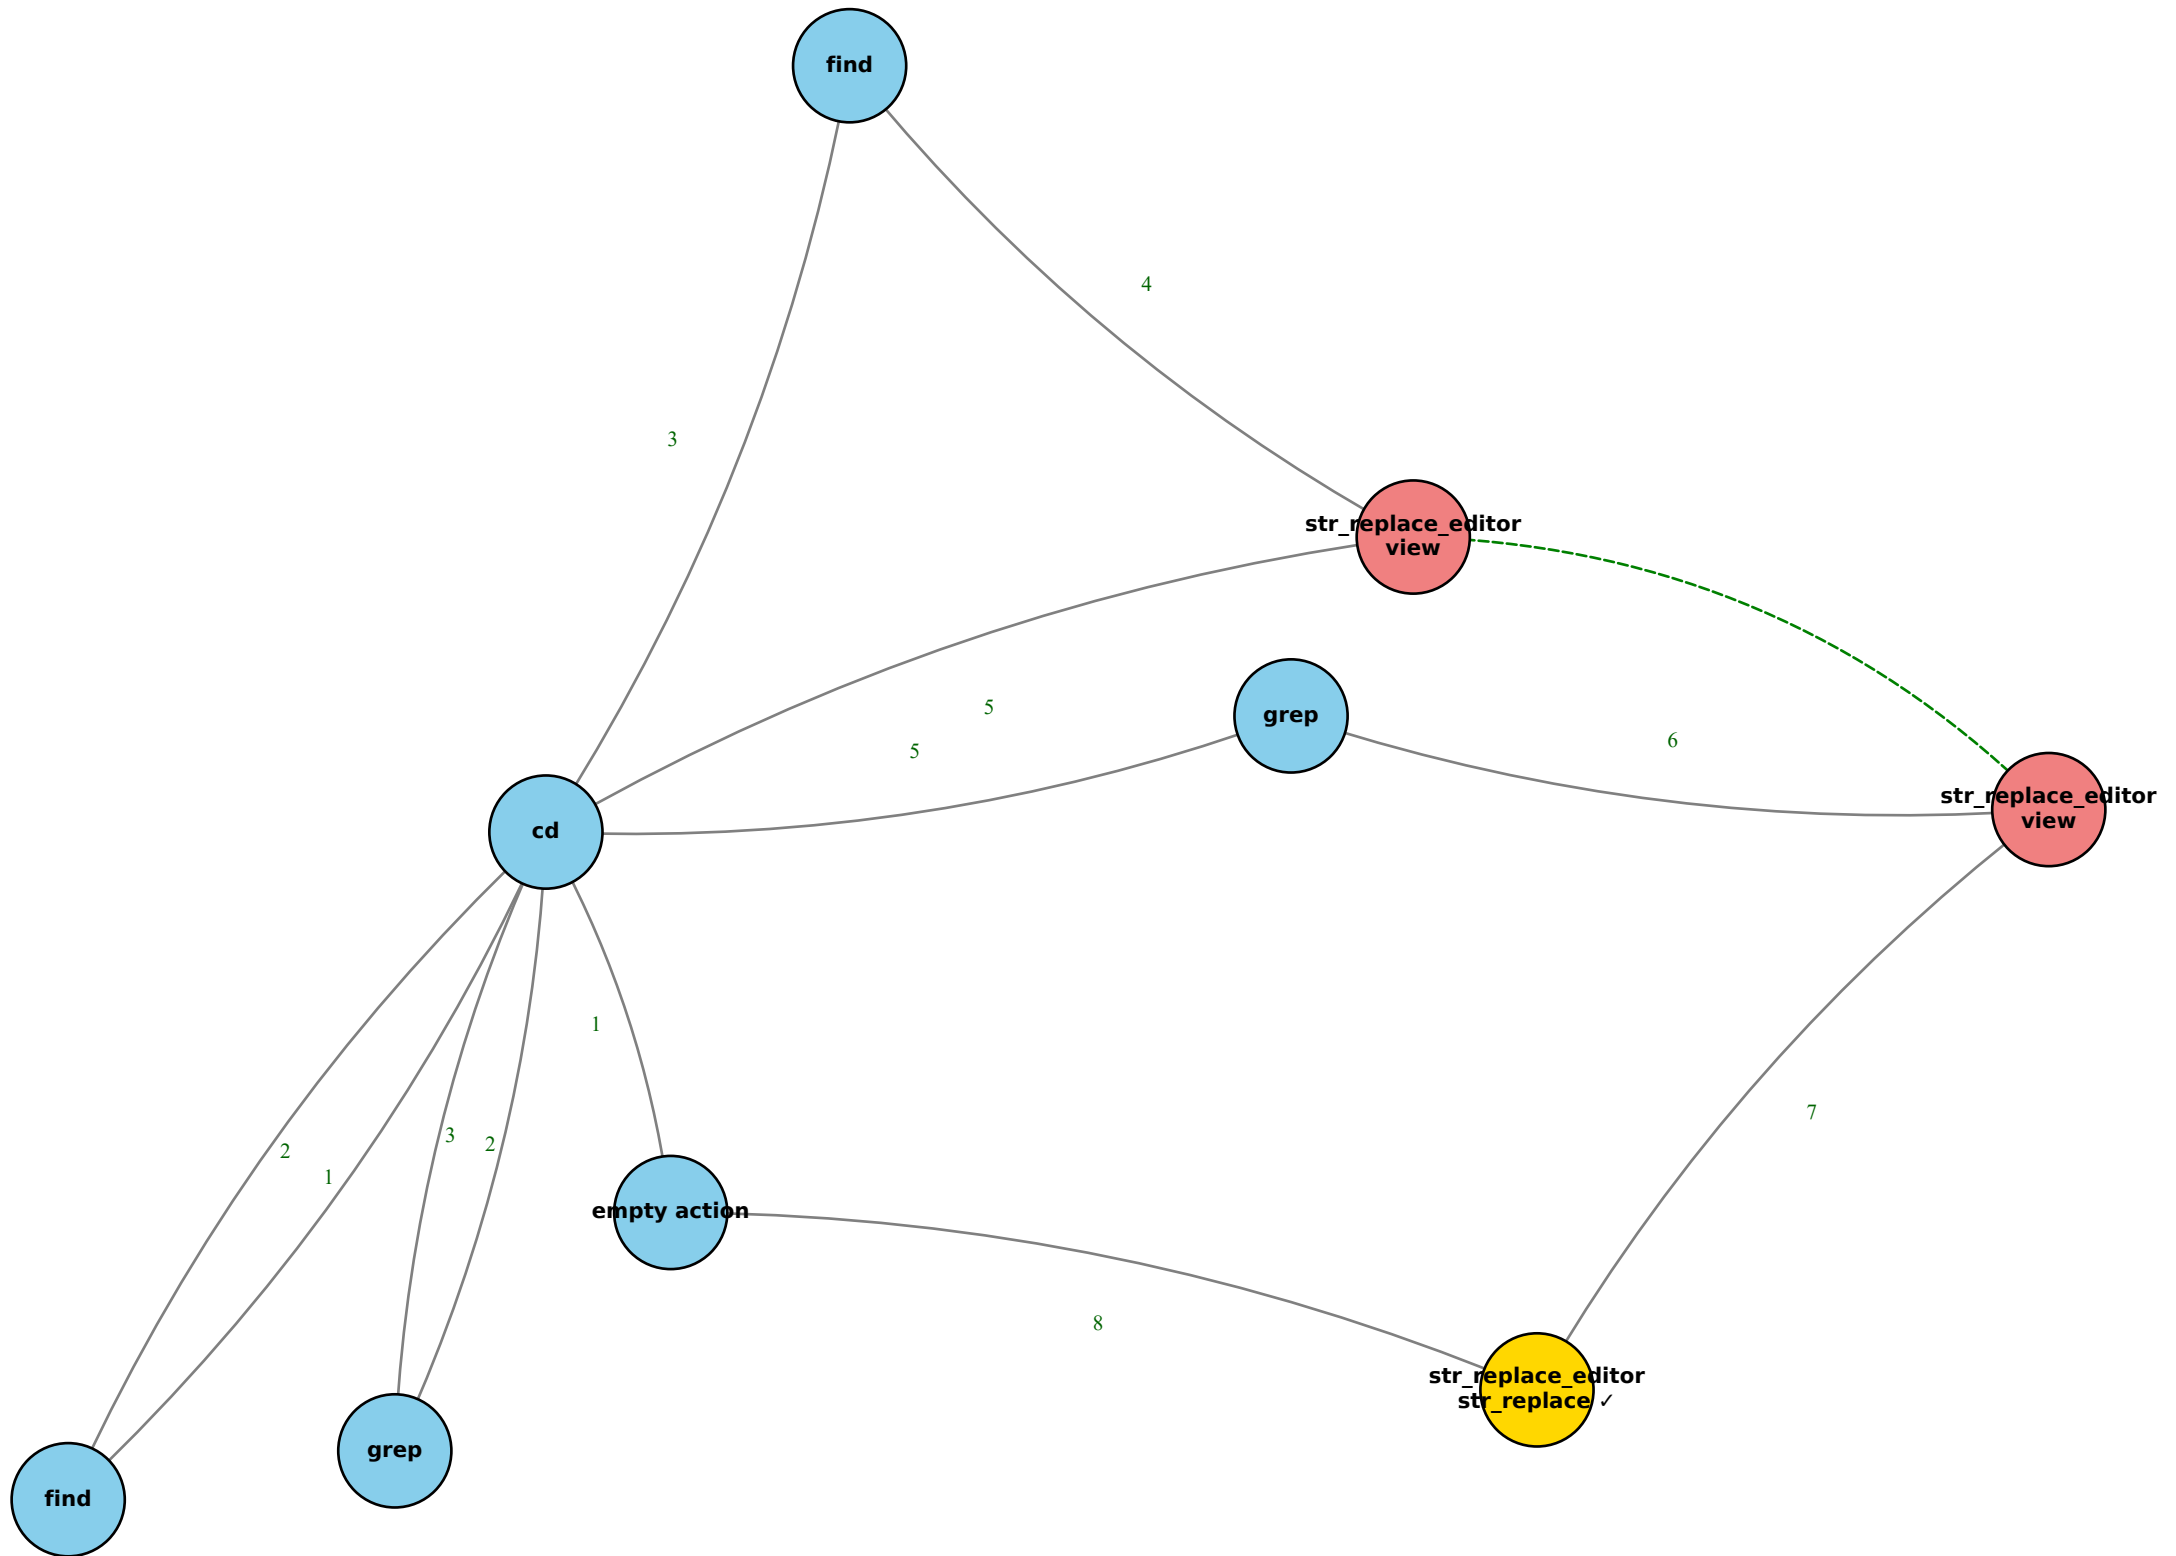 find
4
3
str_replace_editor
view
5
grep
6
5
str_replace_editor
view
cd
1
7
3
2
2
1
empty action
8
str_replace_editor
str_replace ✓
grep
find